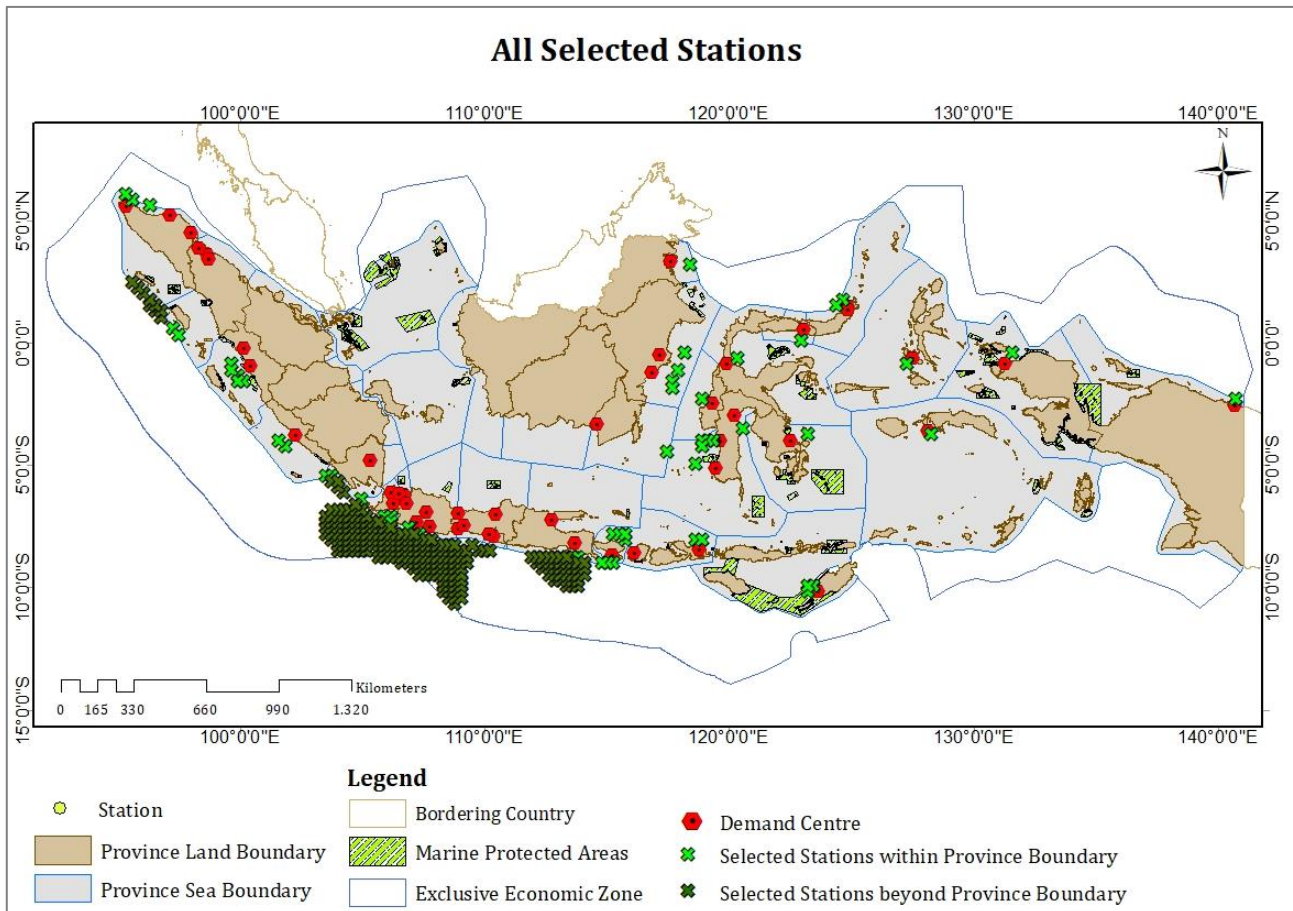 All Selected Stations
100°0'0"E 110°0'0"E 120°0'0"E 130°0'0"E 140°0'0"E
N
5°0'0"N 5°0'0"N
0°0'0" 0°0'0"
5°0'0"S 5°0'0"S
10°0'0"S 10°0'0"S
15°0'0"S
Kilometers
0 165 330 660 990 1.320
100°0'0"E 110°0'0"E 120°0'0"E 130°0'0"E 140°0'0"E
Legend
Station
Province Land Boundary
Province Sea Boundary
Bordering Country
Marine Protected Areas
Exclusive Economic Zone
Demand Centre
Selected Stations within Province Boundary
Selected Stations beyond Province Boundary